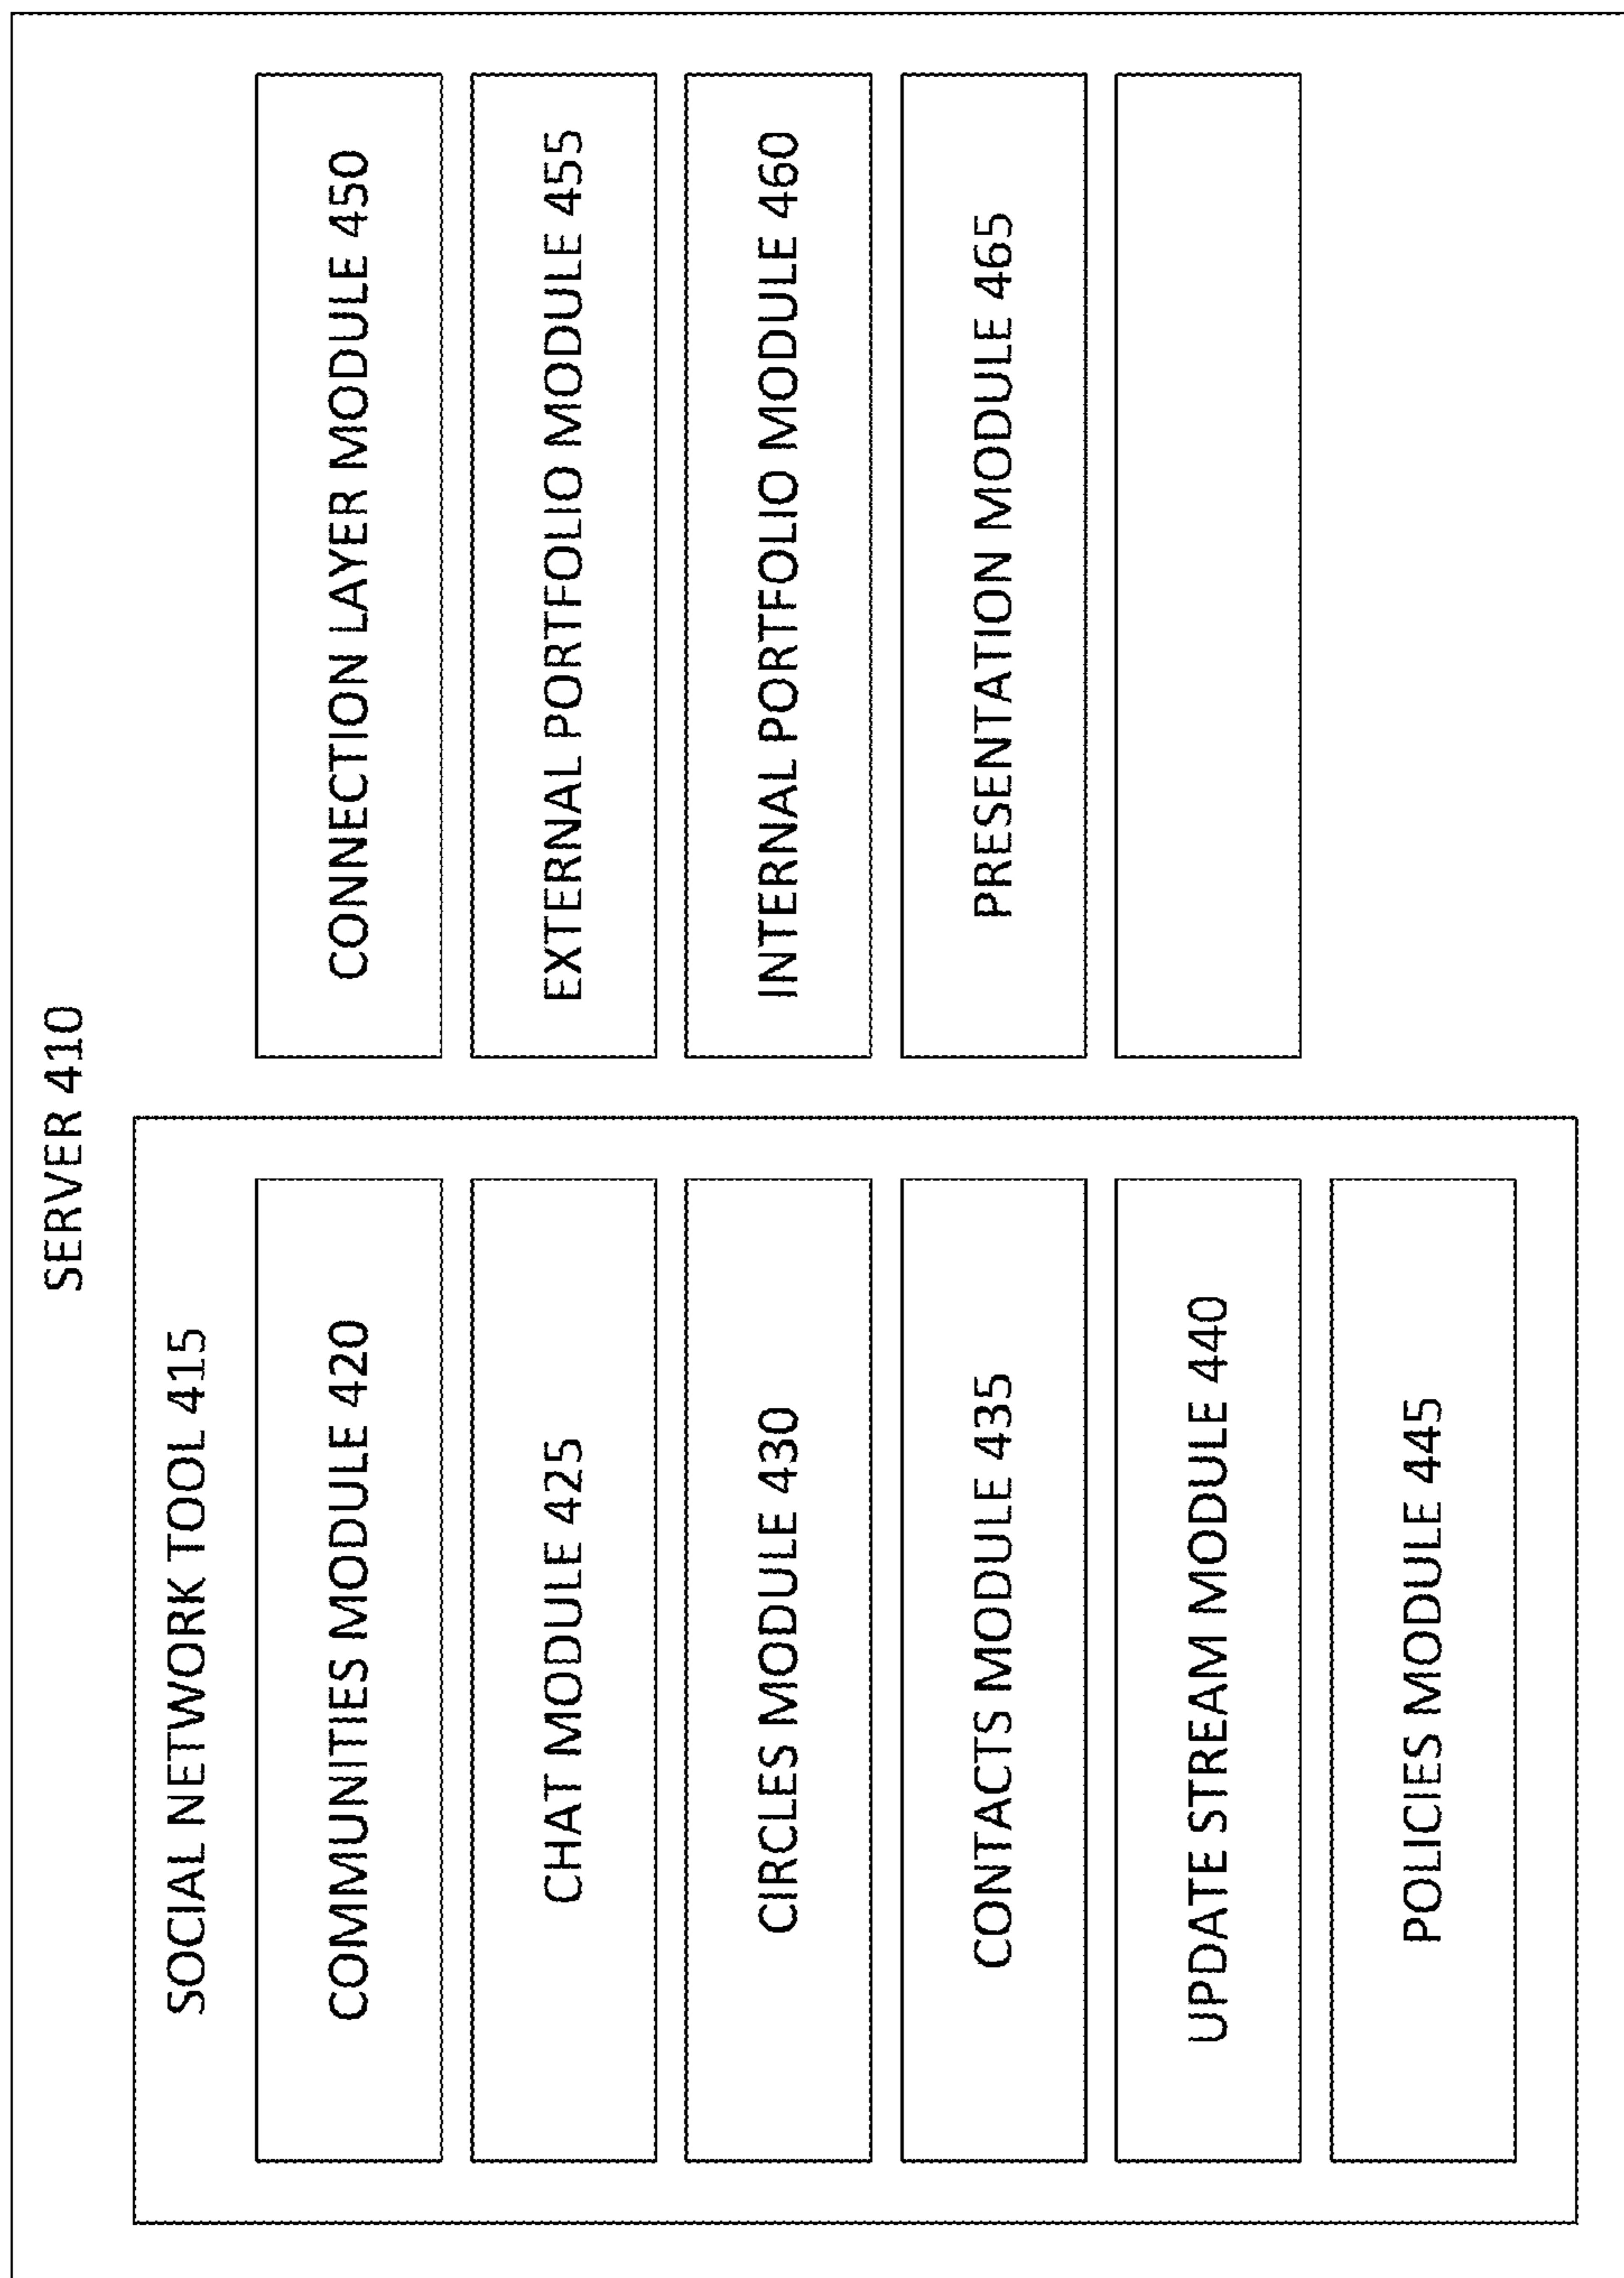 SERVER 410
SOCIAL NETWORK TOOL 415
COMMUNITIES MODULE 420
CHAT MODULE 425
CIRCLES MODULE 430
CONTACTS MODULE 435
UPDATE STREAM MODULE 440
POLICIES MODULE 445
CONNECTION LAYER MODULE 450
EXTERNAL PORTFOLIO MODULE 455
INTERNAL PORTFOLIO MODULE 460
PRESENTATION MODULE 465